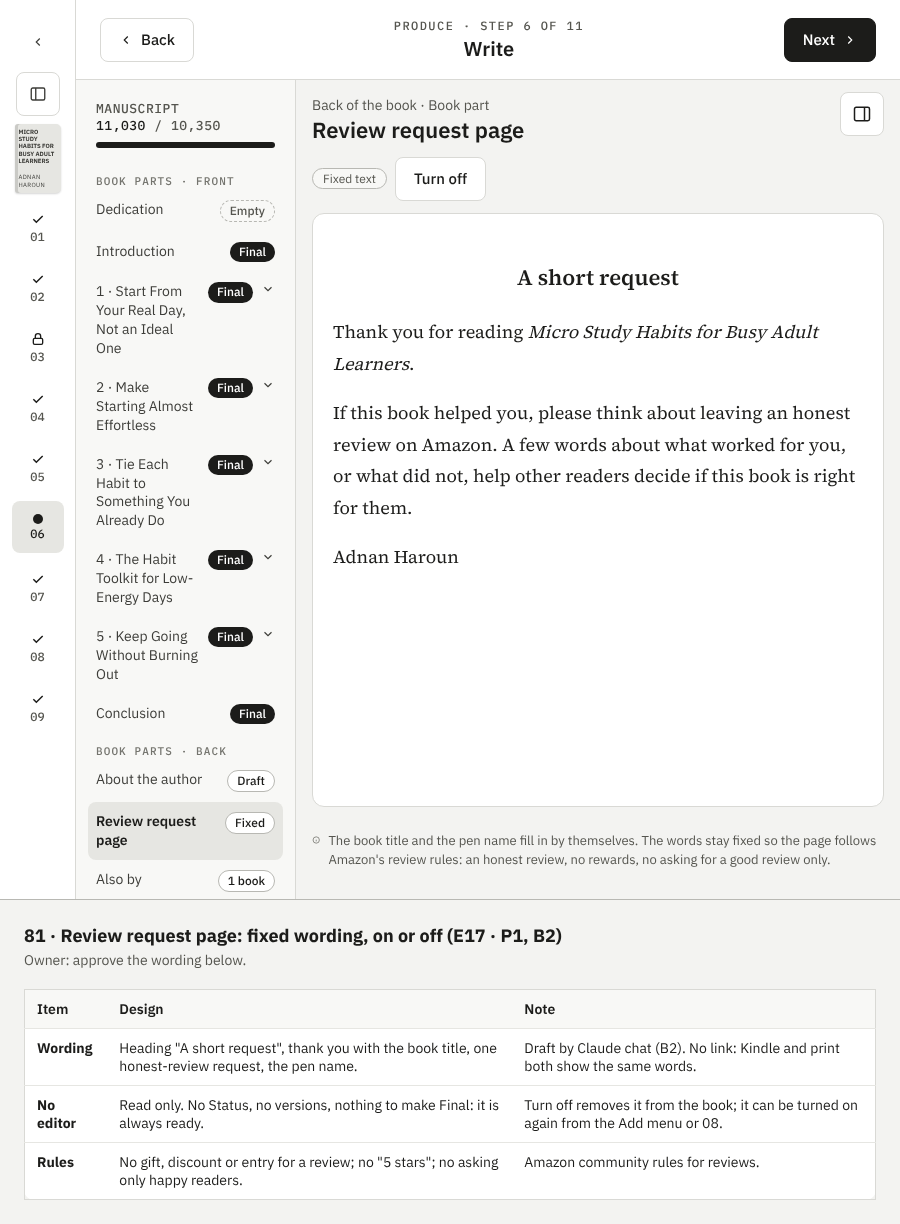 Back
PRODUCE · STEP 6 OF 11
Write
Next
MICRO
STUDY
HABITS FOR
BUSY ADULT
LEARNERS
ADNAN
HAROUN
01
02
03
04
05
06
07
08
09
MANUSCRIPT
11,030 / 10,350
BOOK PARTS · FRONT
Dedication Empty
Introduction Final
1 · Start From Final
Your Real Day,
Not an Ideal
One
2 · Make Final
Starting Almost
Effortless
3 · Tie Each Final
Habit to
Something You
Already Do
4 · The Habit Final
Toolkit for Low-
Energy Days
5 · Keep Going Final
Without Burning
Out
Conclusion Final
BOOK PARTS · BACK
About the author Draft
Review request Fixed
page
Also by 1 book
Back of the book · Book part
Review request page
Fixed text Turn off
A short request
Thank you for reading Micro Study Habits for Busy Adult
Learners.
If this book helped you, please think about leaving an honest
review on Amazon. A few words about what worked for you,
or what did not, help other readers decide if this book is right
for them.
Adnan Haroun
The book title and the pen name fill in by themselves. The words stay fixed so the page follows
Amazon's review rules: an honest review, no rewards, no asking for a good review only.
81 · Review request page: fixed wording, on or off (E17 · P1, B2)
Owner: approve the wording below.
Item Design Note
Wording Heading "A short request", thank you with the book title, one Draft by Claude chat (B2). No link: Kindle and print
honest-review request, the pen name. both show the same words.
No Read only. No Status, no versions, nothing to make Final: it is Turn off removes it from the book; it can be turned on
editor always ready. again from the Add menu or 08.
Rules No gift, discount or entry for a review; no "5 stars"; no asking Amazon community rules for reviews.
only happy readers.